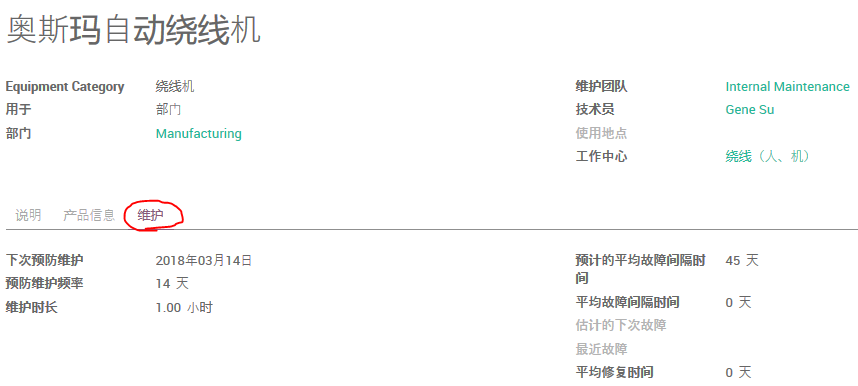 奥斯玛自动绕线机
Equipment Category 绕线机
维护团队 Internal Maintenance
用于 部门
技术员 Gene Su
部门 Manufacturing
使用地点
工作中心 绕线（人、机）
说明 产品信息 维护
下次预防维护 2018年03月14日
预计的平均故障间隔时
间 45 天
预防维护频率 14 天
平均故障间隔时间 0 天
维护时长 1.00 小时
估计的下次故障
最近故障
平均修复时间 0 天